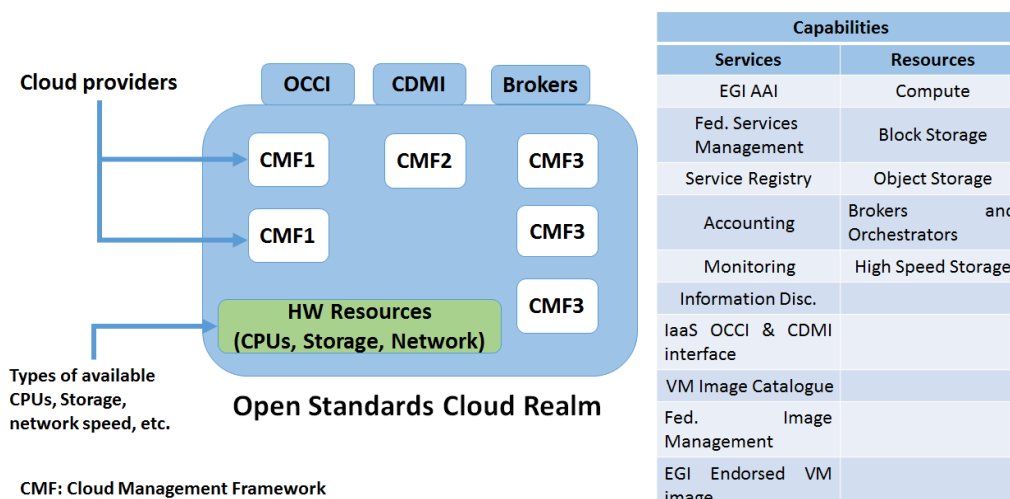 Cloud providers
OCCI
CDMI
Brokers
CMF1
CMF2
CMF3
CMF1
CMF3
CMF3
HW Resources
(CPUs, Storage, Network)
Types of available
CPUs, Storage,
network speed, etc.
Open Standards Cloud Realm
CMF: Cloud Management Framework
Capabilities
Services Resources
EGI AAI Compute
Fed. Services
Management
Block Storage
Service Registry Object Storage
Accounting
Brokers and
Orchestrators
Monitoring High Speed Storage
Information Disc.
IaaS OCCI & CDMI
interface
VM Image Catalogue
Fed. Image
Management
EGI Endorsed VM
image